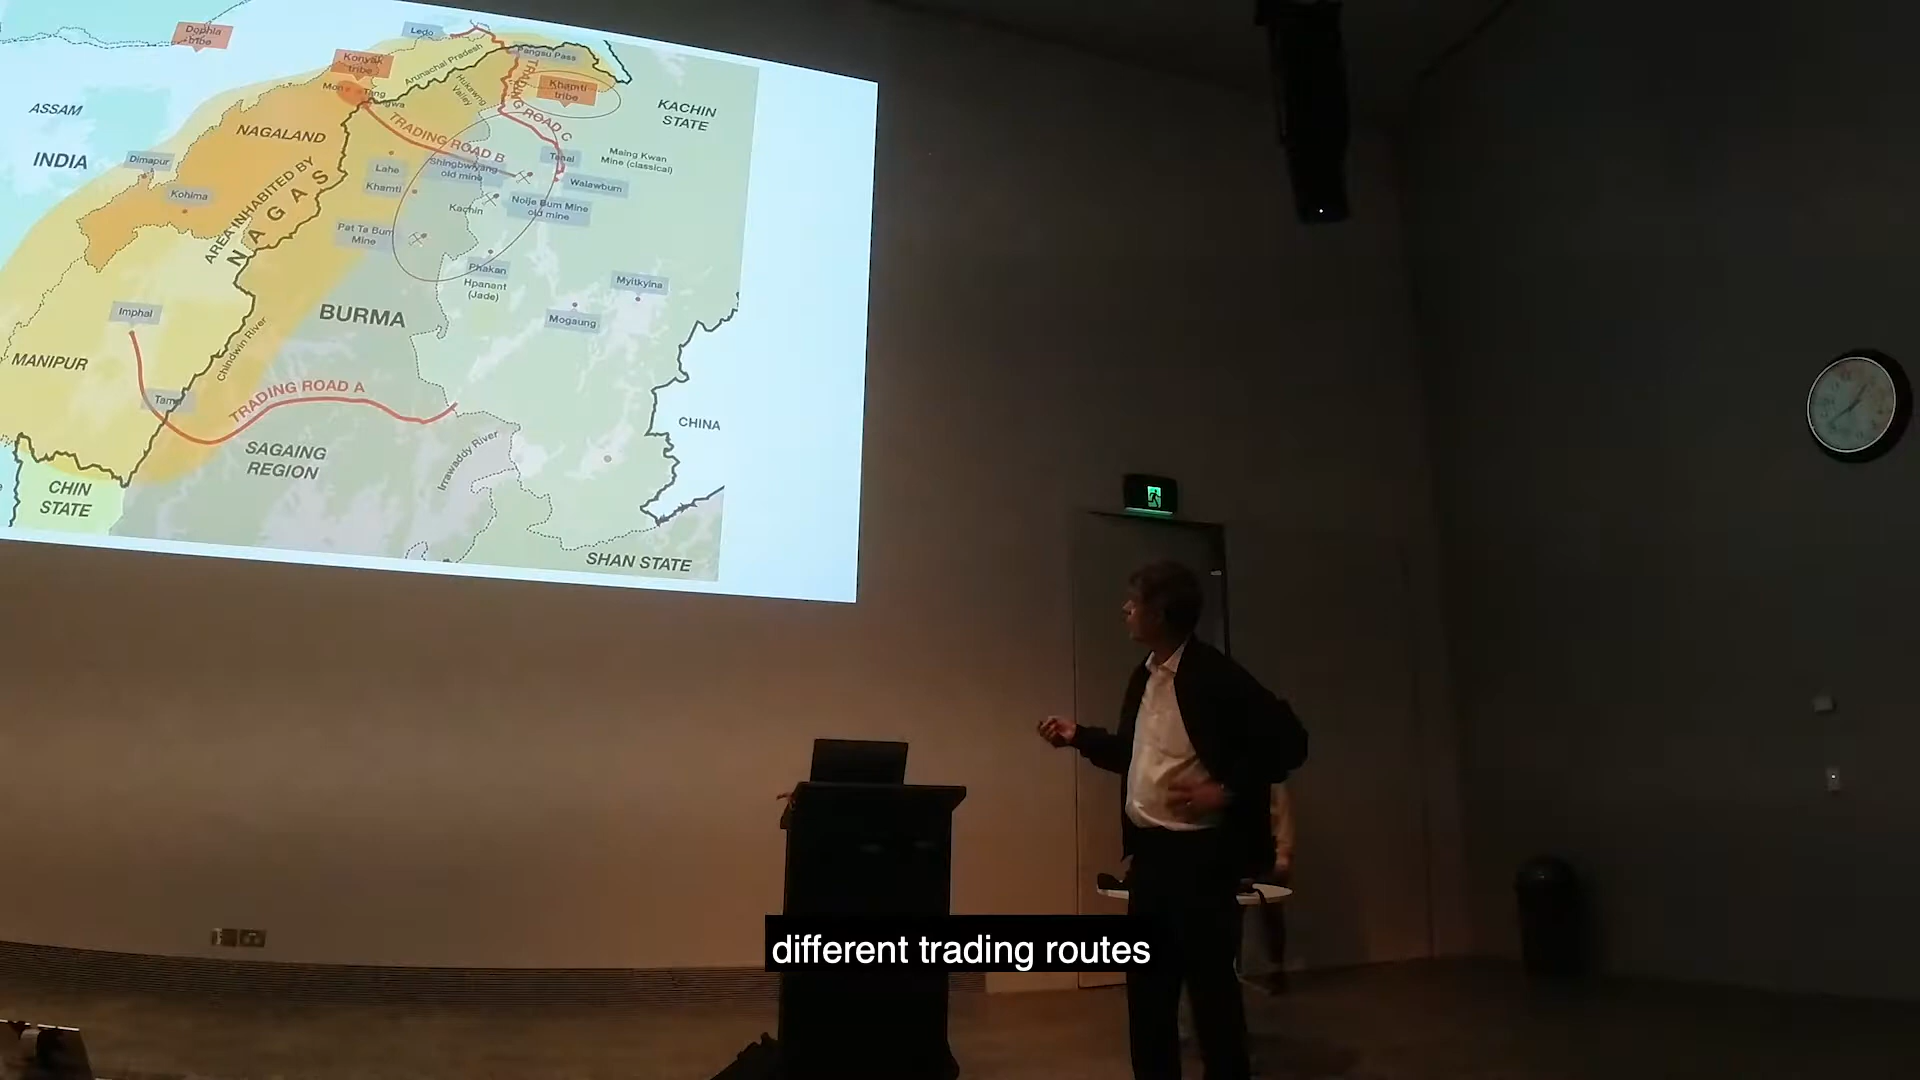 Dophla
tribe
Ledo
Pangsu Pass
Konyak
tribe
Arunachal Pradesh
Hukawng
Valley
Khamti
tribe
TRADING ROAD C
KACHIN
STATE
ASSAM
INDIA
NAGALAND
TRADING ROAD B
Dimapur
Kohima
AREA INHABITED BY
NAGAS
Lahe
Khamti
Shingbwiyang
old mine
Tanai
Maing Kwan
Mine (classical)
Walawbum
Kachin
Noije Bum Mine
old mine
Pat Ta Bum
Mine
Phakan
Hpanant
(Jade)
Myitkyina
Mogaung
Imphal
BURMA
MANIPUR
Chindwin River
TRADING ROAD A
CHINA
SAGAING
REGION
Irrawaddy River
CHIN
STATE
SHAN STATE
different trading routes